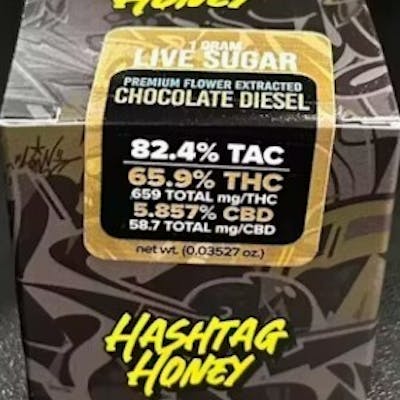 HONEY
1 GRAM
LIVE SUGAR
PREMIUM FLOWER EXTRACTED
CHOCOLATE DIESEL
82.4% TAC
65.9% THC
.659 TOTAL mg/THC
5.857% CBD
58.7 TOTAL mg/CBD
net wt. (0.03527 oz.)
HASHTAG
HONEY